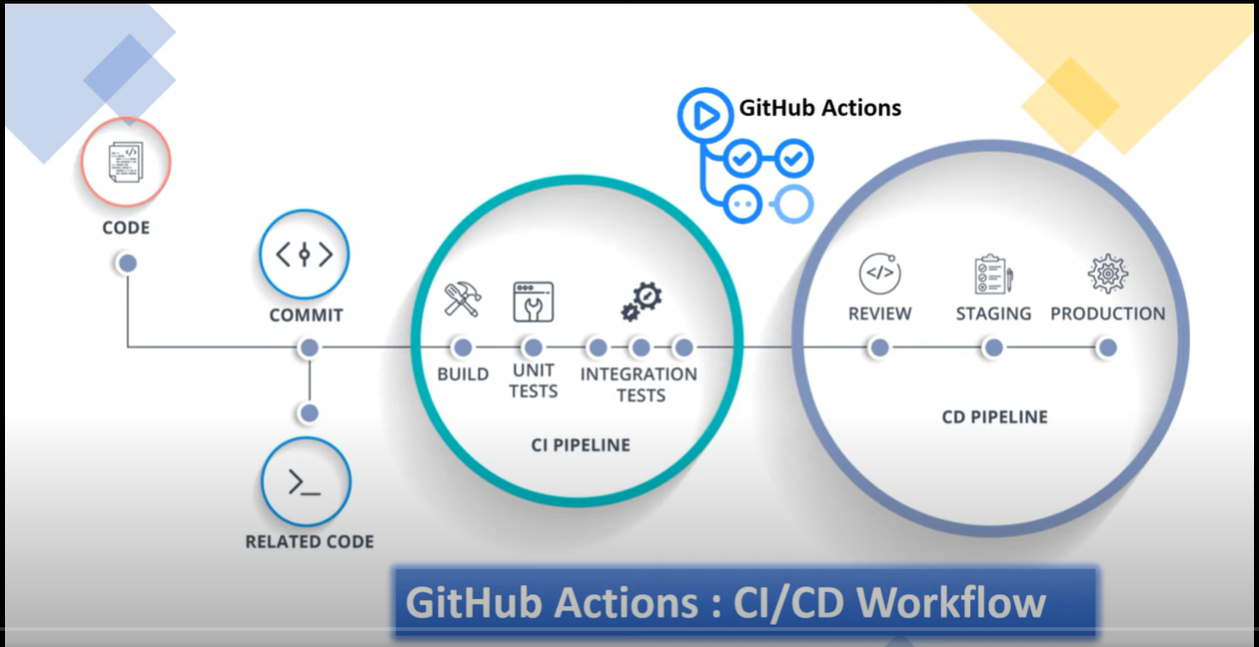 GitHub Actions
CODE
COMMIT
RELATED CODE
BUILD
UNIT
TESTS
INTEGRATION
TESTS
CI PIPELINE
REVIEW
STAGING
PRODUCTION
CD PIPELINE
GitHub Actions : CI/CD Workflow